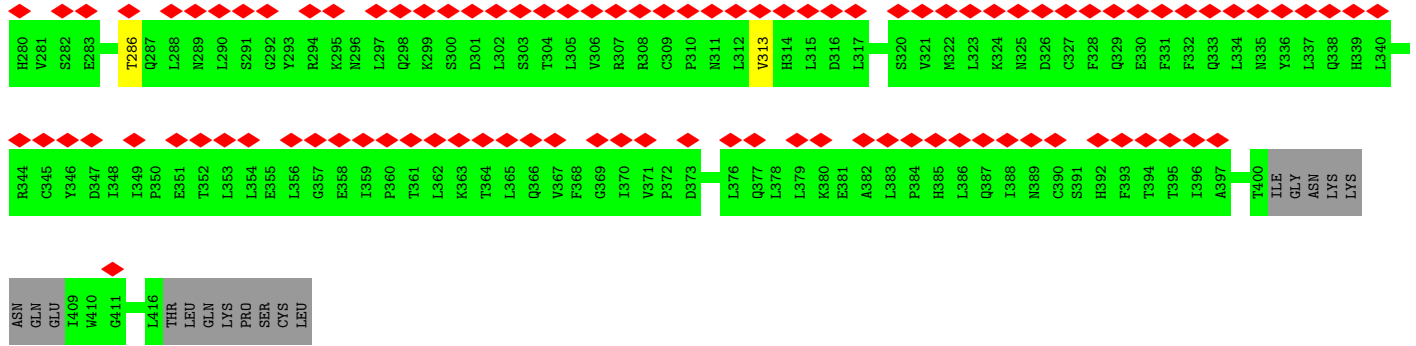 H280 V281 S282 E283 T286 Q287 L288 N289 L290 S291 G292 Y293 R294 K295 N296 L297 Q298 K299 S300 D301 L302 S303 T304 L305 V306 R307 R308 C309 P310 N311 L312 V313 H314 L315 D316 L317 S320 V321 M322 L323 K324 N325 D326 C327 F328 Q329 E330 F331 F332 Q333 L334 N335 Y336 L337 Q338 H339 L340
R344 C345 Y346 D347 I348 I349 P350 E351 T352 L353 L354 E355 L356 G357 E358 I359 P360 T361 L362 K363 T364 L365 Q366 V367 F368 G369 I370 V371 P372 D373 L376 Q377 L378 L379 K380 E381 A382 L383 P384 H385 L386 Q387 I388 N389 C390 S391 H392 F393 T394 T395 I396 A397 T400 ILE GLY ASN LYS LYS
ASN GLN GLU I409 W410 G411 L416 THR LEU GLN LYS PRO SER CYS LEU